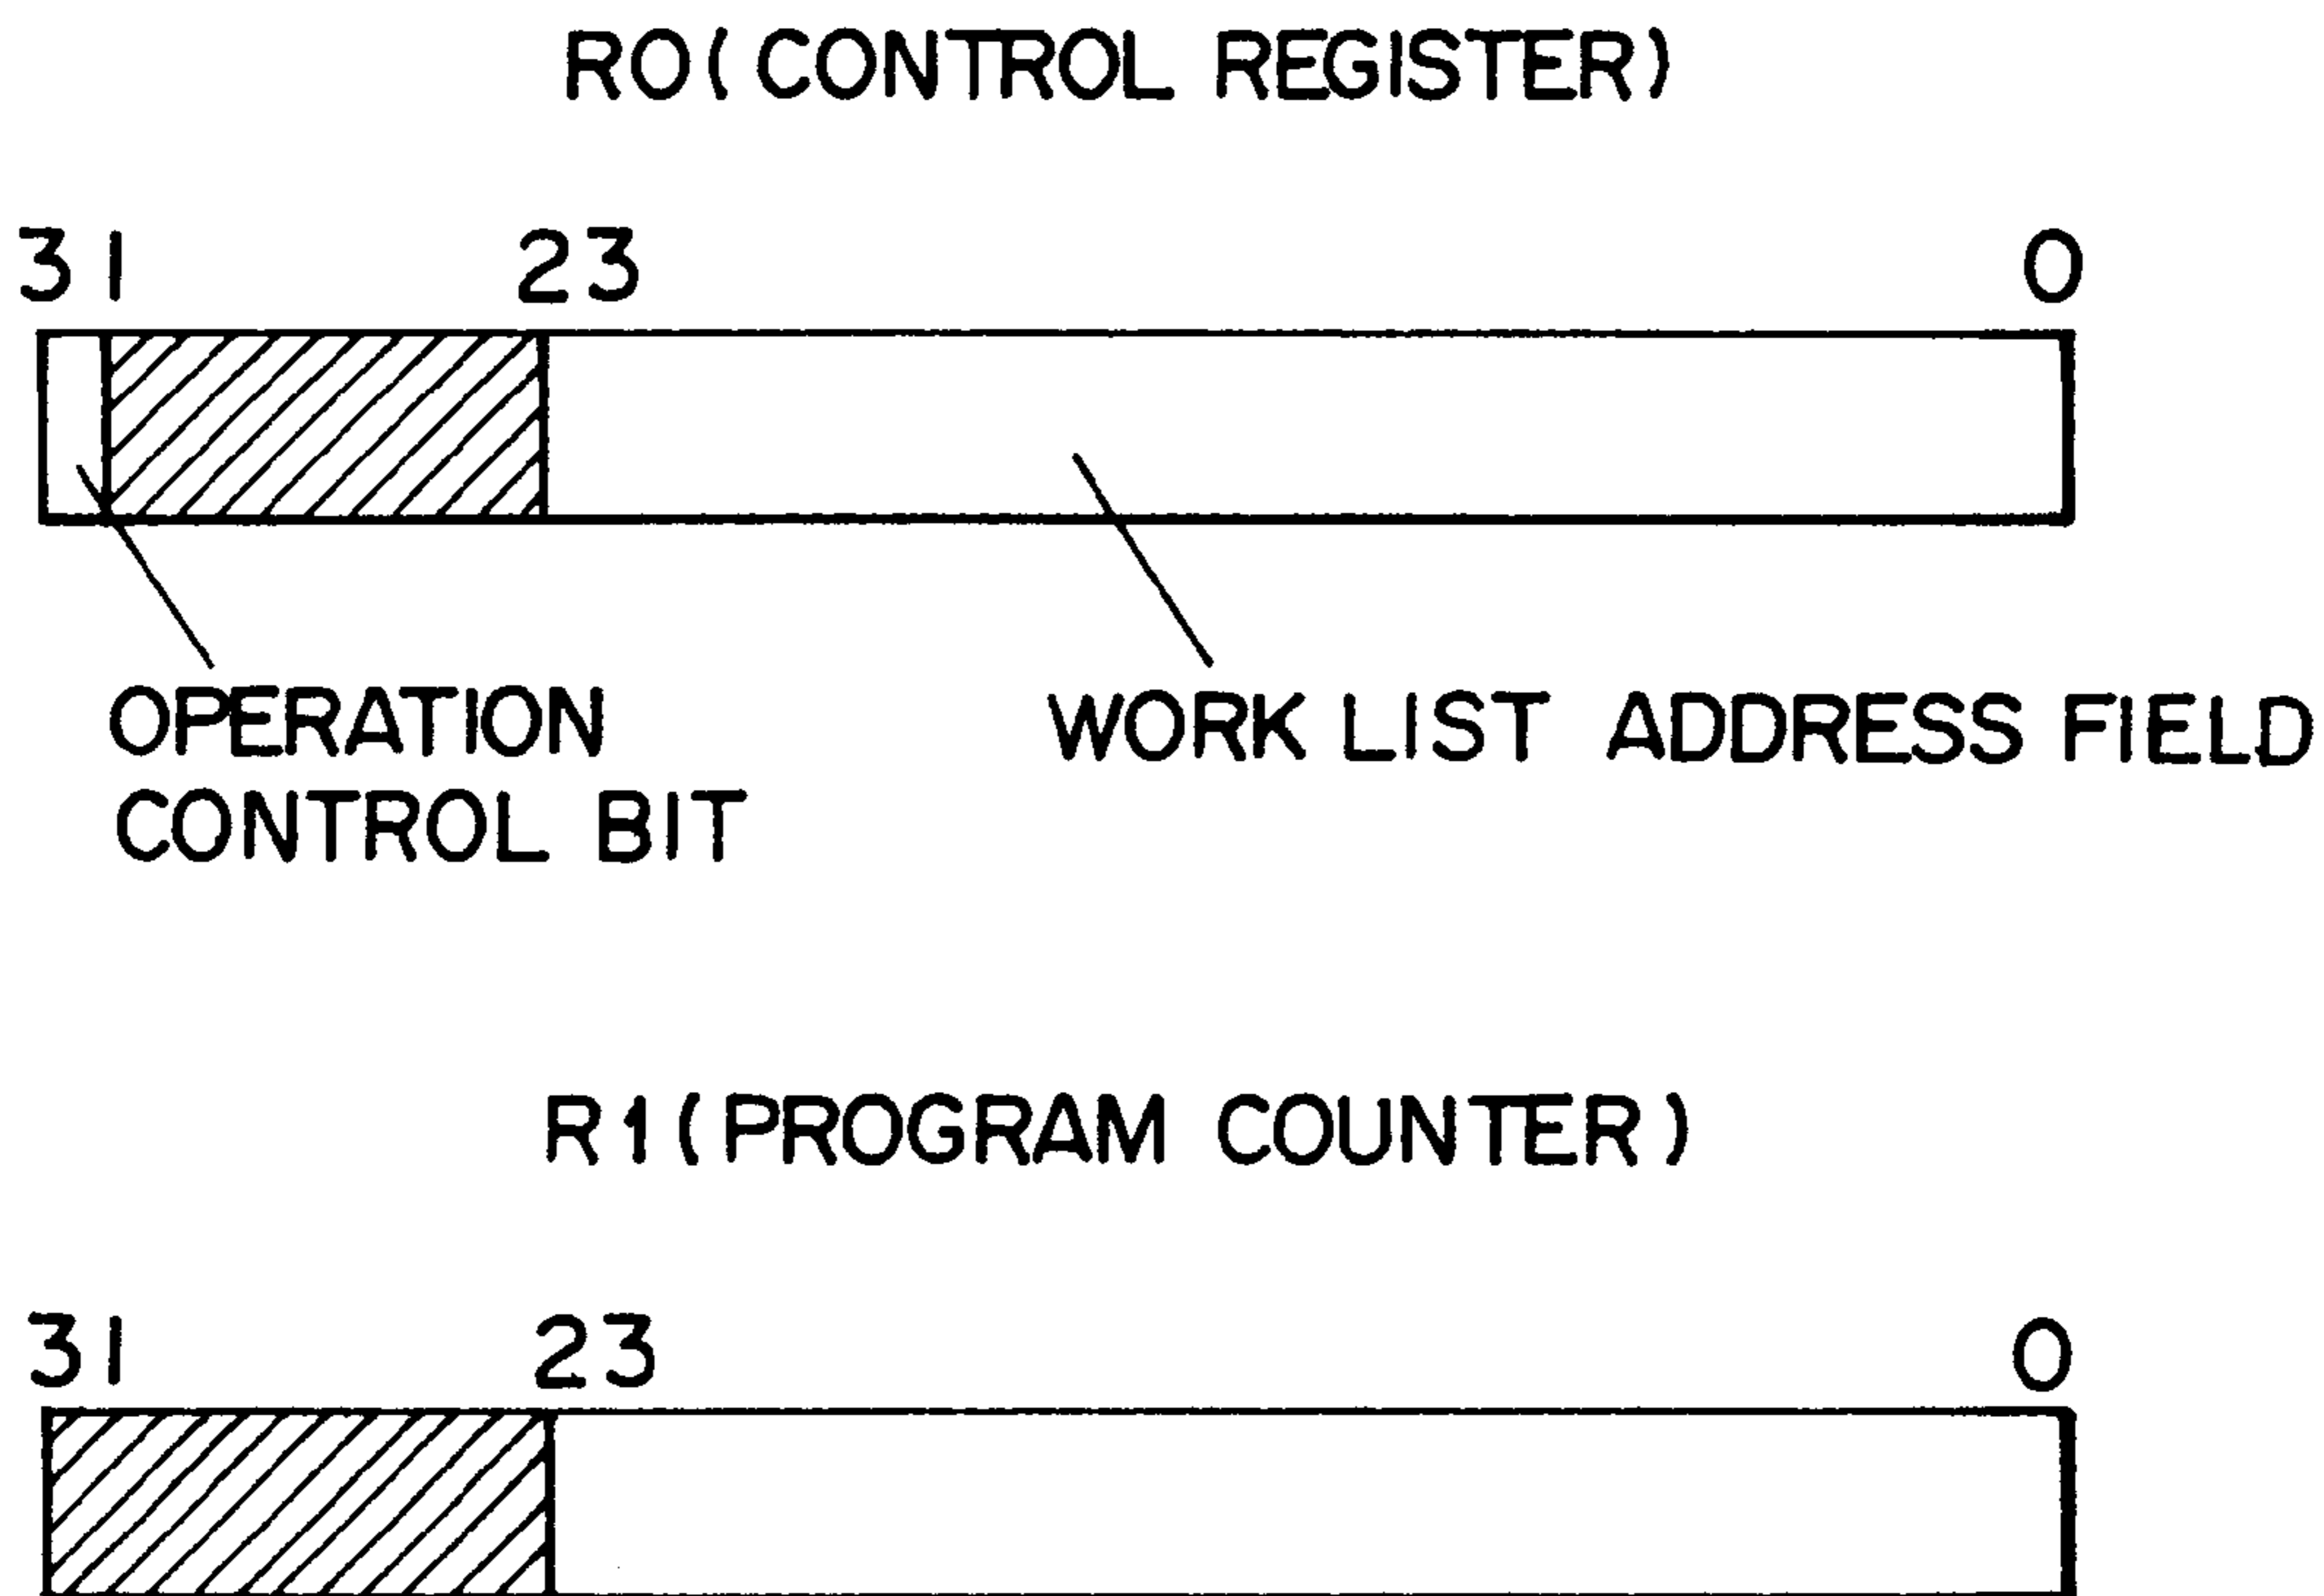 RO(CONTROL REGISTER)
31 23 0
OPERATION
CONTROL BIT
WORK LIST ADDRESS FIELD
R1(PROGRAM COUNTER)
31 23 0